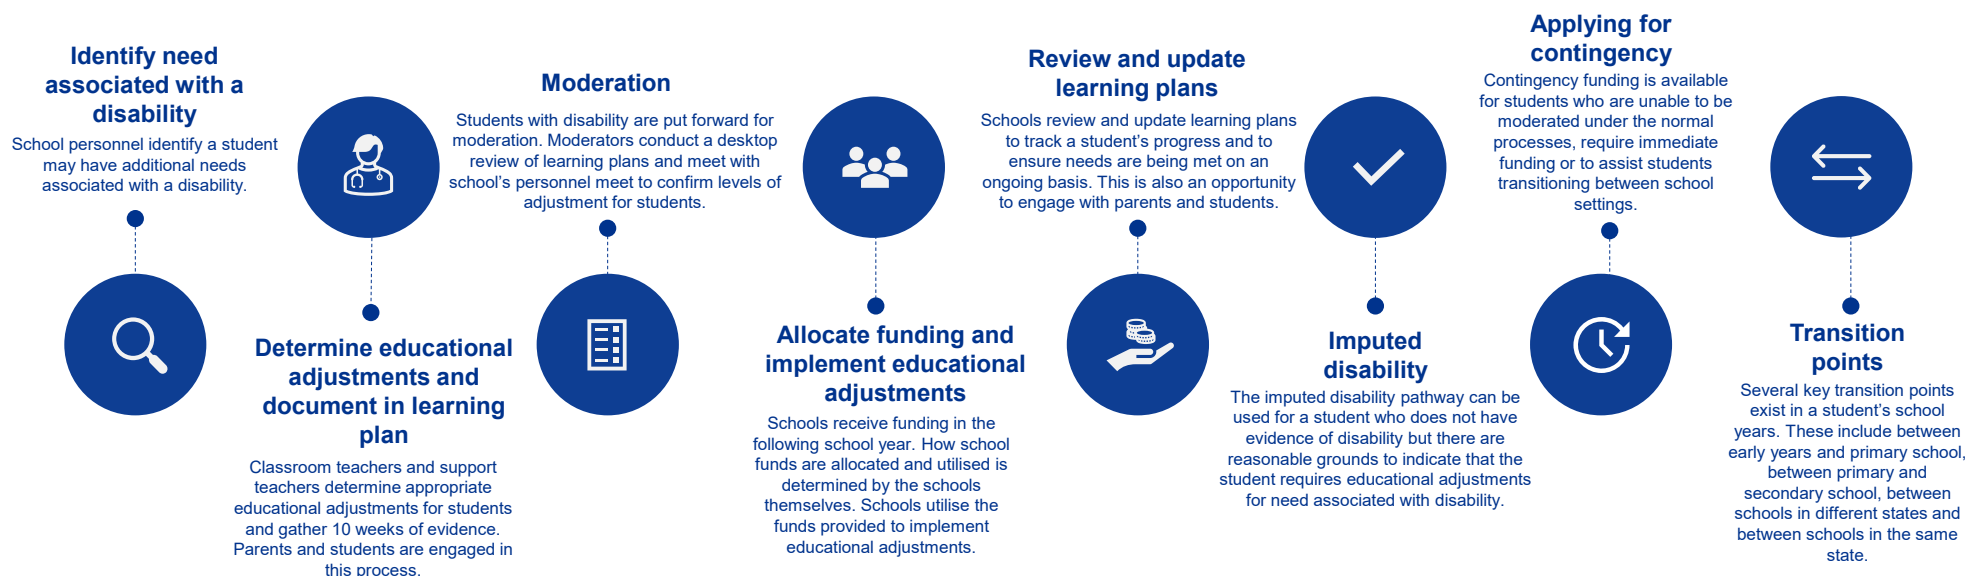 Identify need
associated with a
disability
School personnel identify a student
may have additional needs
associated with a disability.
Determine educational
adjustments and
document in learning
plan
Classroom teachers and support
teachers determine appropriate
educational adjustments for students
and gather 10 weeks of evidence.
Parents and students are engaged in
this process.
Moderation
Students with disability are put forward for
moderation. Moderators conduct a desktop
review of learning plans and meet with
school’s personnel meet to confirm levels of
adjustment for students.
Allocate funding and
implement educational
adjustments
Schools receive funding in the
following school year. How school
funds are allocated and utilised is
determined by the schools
themselves. Schools utilise the
funds provided to implement
educational adjustments.
Review and update
learning plans
Schools review and update learning plans
to track a student’s progress and to
ensure needs are being met on an
ongoing basis. This is also an opportunity
to engage with parents and students.
Imputed
disability
The imputed disability pathway can be
used for a student who does not have
evidence of disability but there are
reasonable grounds to indicate that the
student requires educational adjustments
for need associated with disability.
Applying for
contingency
Contingency funding is available
for students who are unable to be
moderated under the normal
processes, require immediate
funding or to assist students
transitioning between school
settings.
Transition
points
Several key transition points
exist in a student’s school
years. These include between
early years and primary school,
between primary and
secondary school, between
schools in different states and
between schools in the same
state.